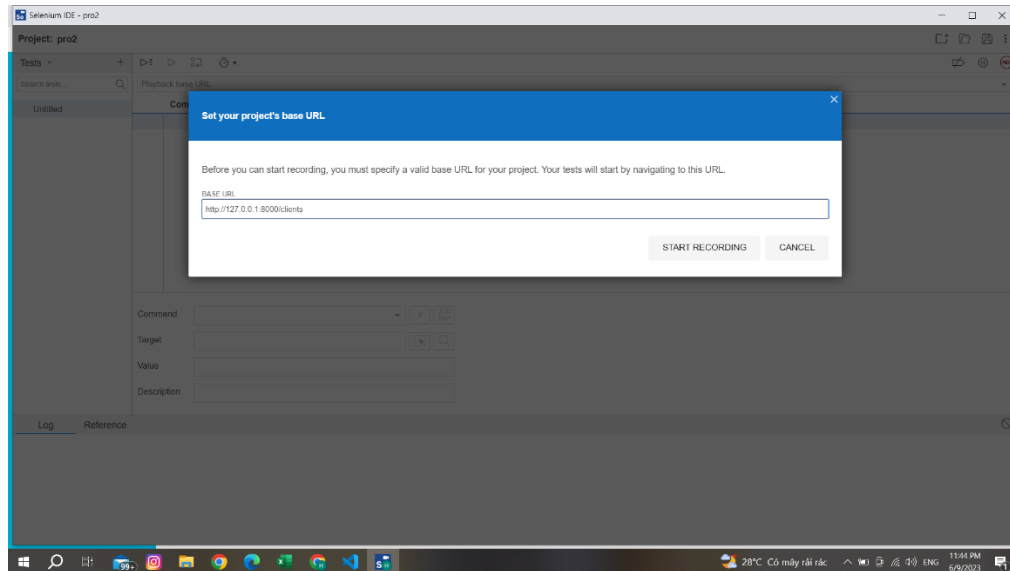 Selenium IDE - pro2
Project: pro2
Tests
Search tests...
Playback base URL
Untitled
Com
Set your project's base URL
Before you can start recording, you must specify a valid base URL for your project. Your tests will start by navigating to this URL.
BASE URL
http://127.0.0.1:8000/clients
START RECORDING
CANCEL
Command
Target
Value
Description
Log
Reference
99+
28°C Có mây rải rác
ENG
11:44 PM
6/9/2023